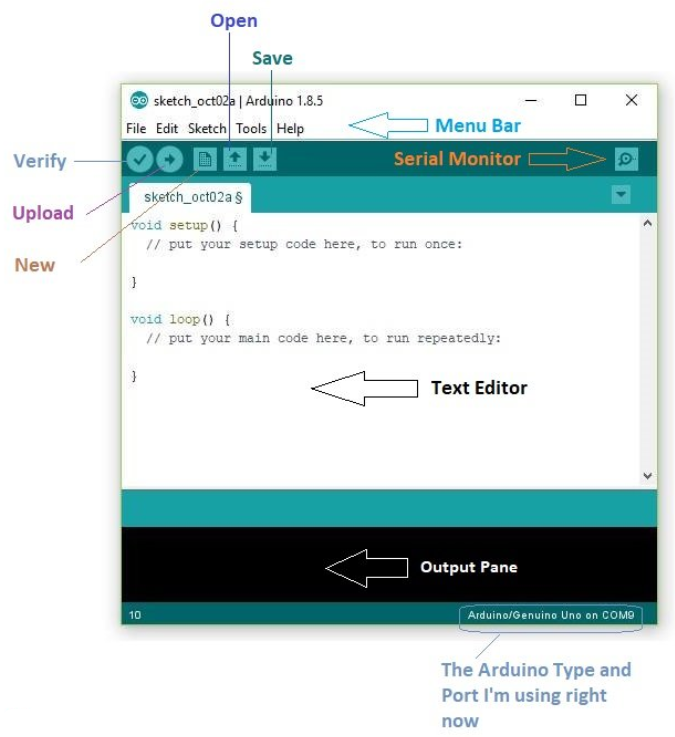 Open
Save
sketch_oct02a | Arduino 1.8.5
File Edit Sketch Tools Help
Menu Bar
Verify
Serial Monitor
Upload
sketch_oct02a §
New
void setup() {
// put your setup code here, to run once:
}
void loop() {
// put your main code here, to run repeatedly:
}
Text Editor
Output Pane
10
Arduino/Genuino Uno on COM9
The Arduino Type and
Port I'm using right
now